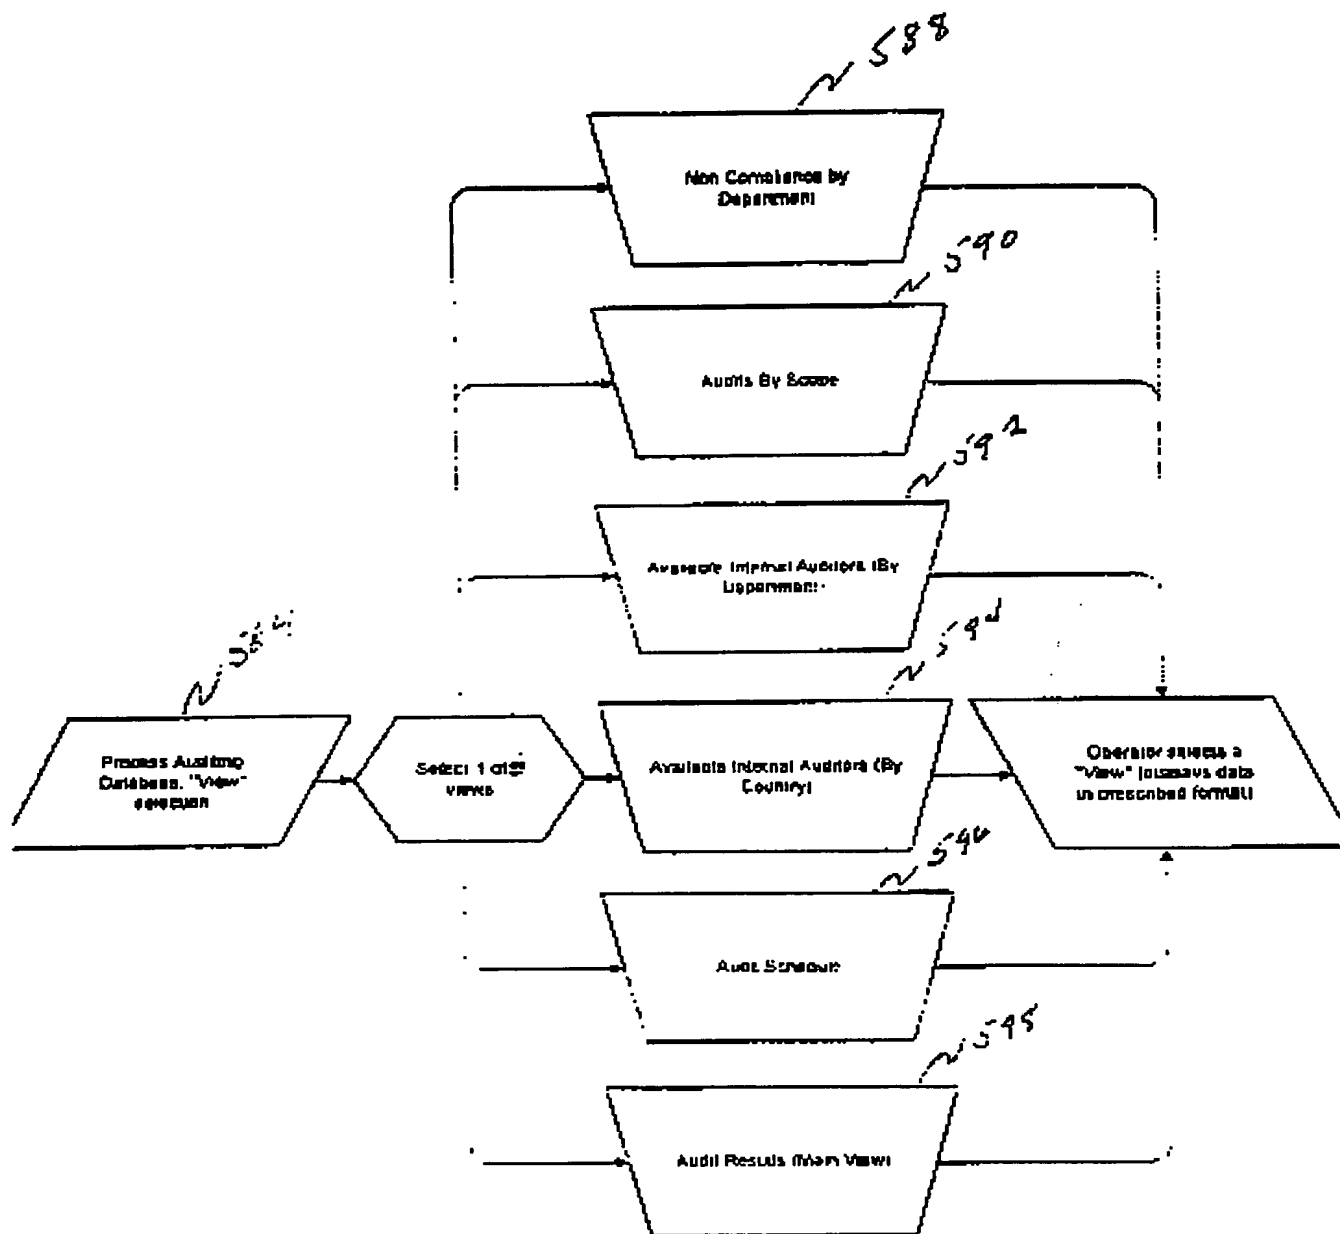 588
Non Compliance by
Department
590
Audits By Scope
592
Available Internal Auditors (By
Department)
594
584
Process Auditing
Database, "View"
selection
Select 1 of
views
Available Internal Auditors (By
Country)
Operator selects a
"View" (displays data
in prescribed format)
596
Audit Schedule
Audit Results (Main View)